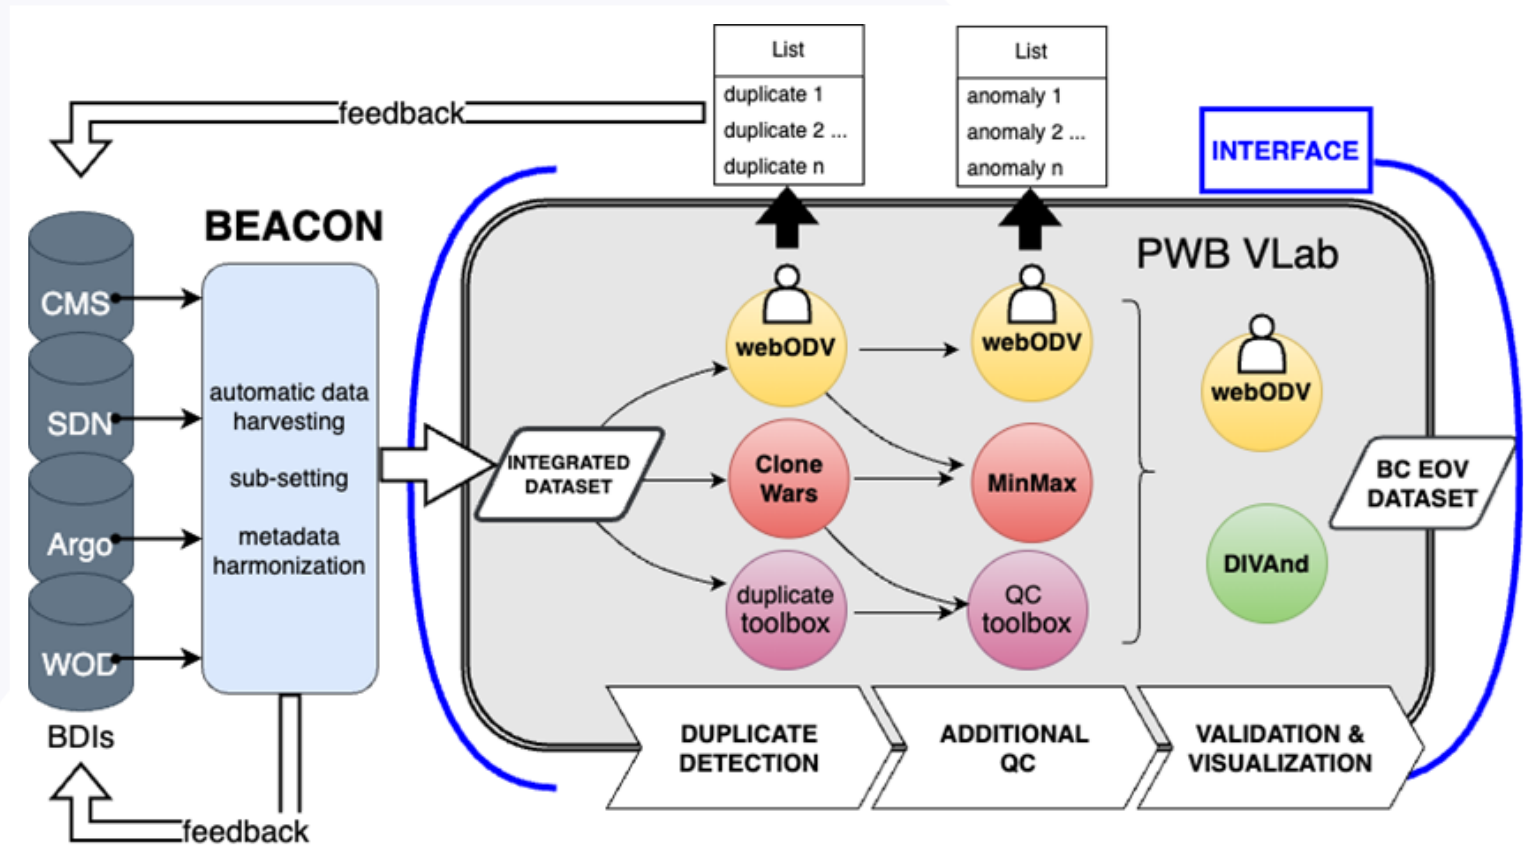 List
duplicate 1
duplicate 2 ...
duplicate n
List
anomaly 1
anomaly 2 ...
anomaly n
feedback
INTERFACE
BEACON
PWB VLab
CMS
SDN
Argo
WOD
BDIs
automatic data
harvesting
sub-setting
metadata
harmonization
feedback
INTEGRATED
DATASET
webODV
Clone
Wars
duplicate
toolbox
webODV
MinMax
QC
toolbox
webODV
DIVAnd
BC EOV
DATASET
DUPLICATE
DETECTION
ADDITIONAL
QC
VALIDATION &
VISUALIZATION